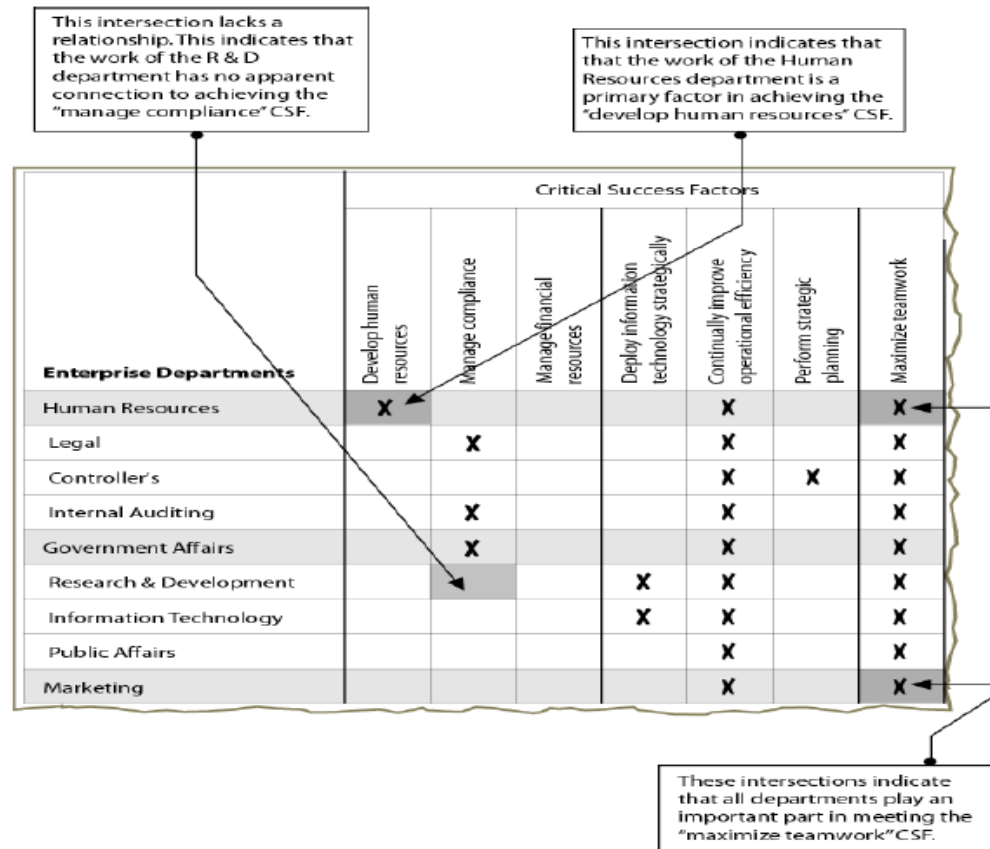 This intersection lacks a
relationship. This indicates that
the work of the R & D
department has no apparent
connection to achieving the
"manage compliance" CSF.
This intersection indicates that
that the work of the Human
Resources department is a
primary factor in achieving the
"develop human resources" CSF.
Critical Success Factors
Enterprise Departments
Develop human
resources
Manage compliance
Manage financial
resources
Deploy information
technology strategically
Continually improve
operational efficiency
Perform strategic
planning
Maximize teamwork
Human Resources X X X
Legal X X X
Controller's X X X
Internal Auditing X X X
Government Affairs X X X
Research & Development X X X
Information Technology X X X
Public Affairs X X
Marketing X X
These intersections indicate
that all departments play an
important part in meeting the
"maximize teamwork" CSF.